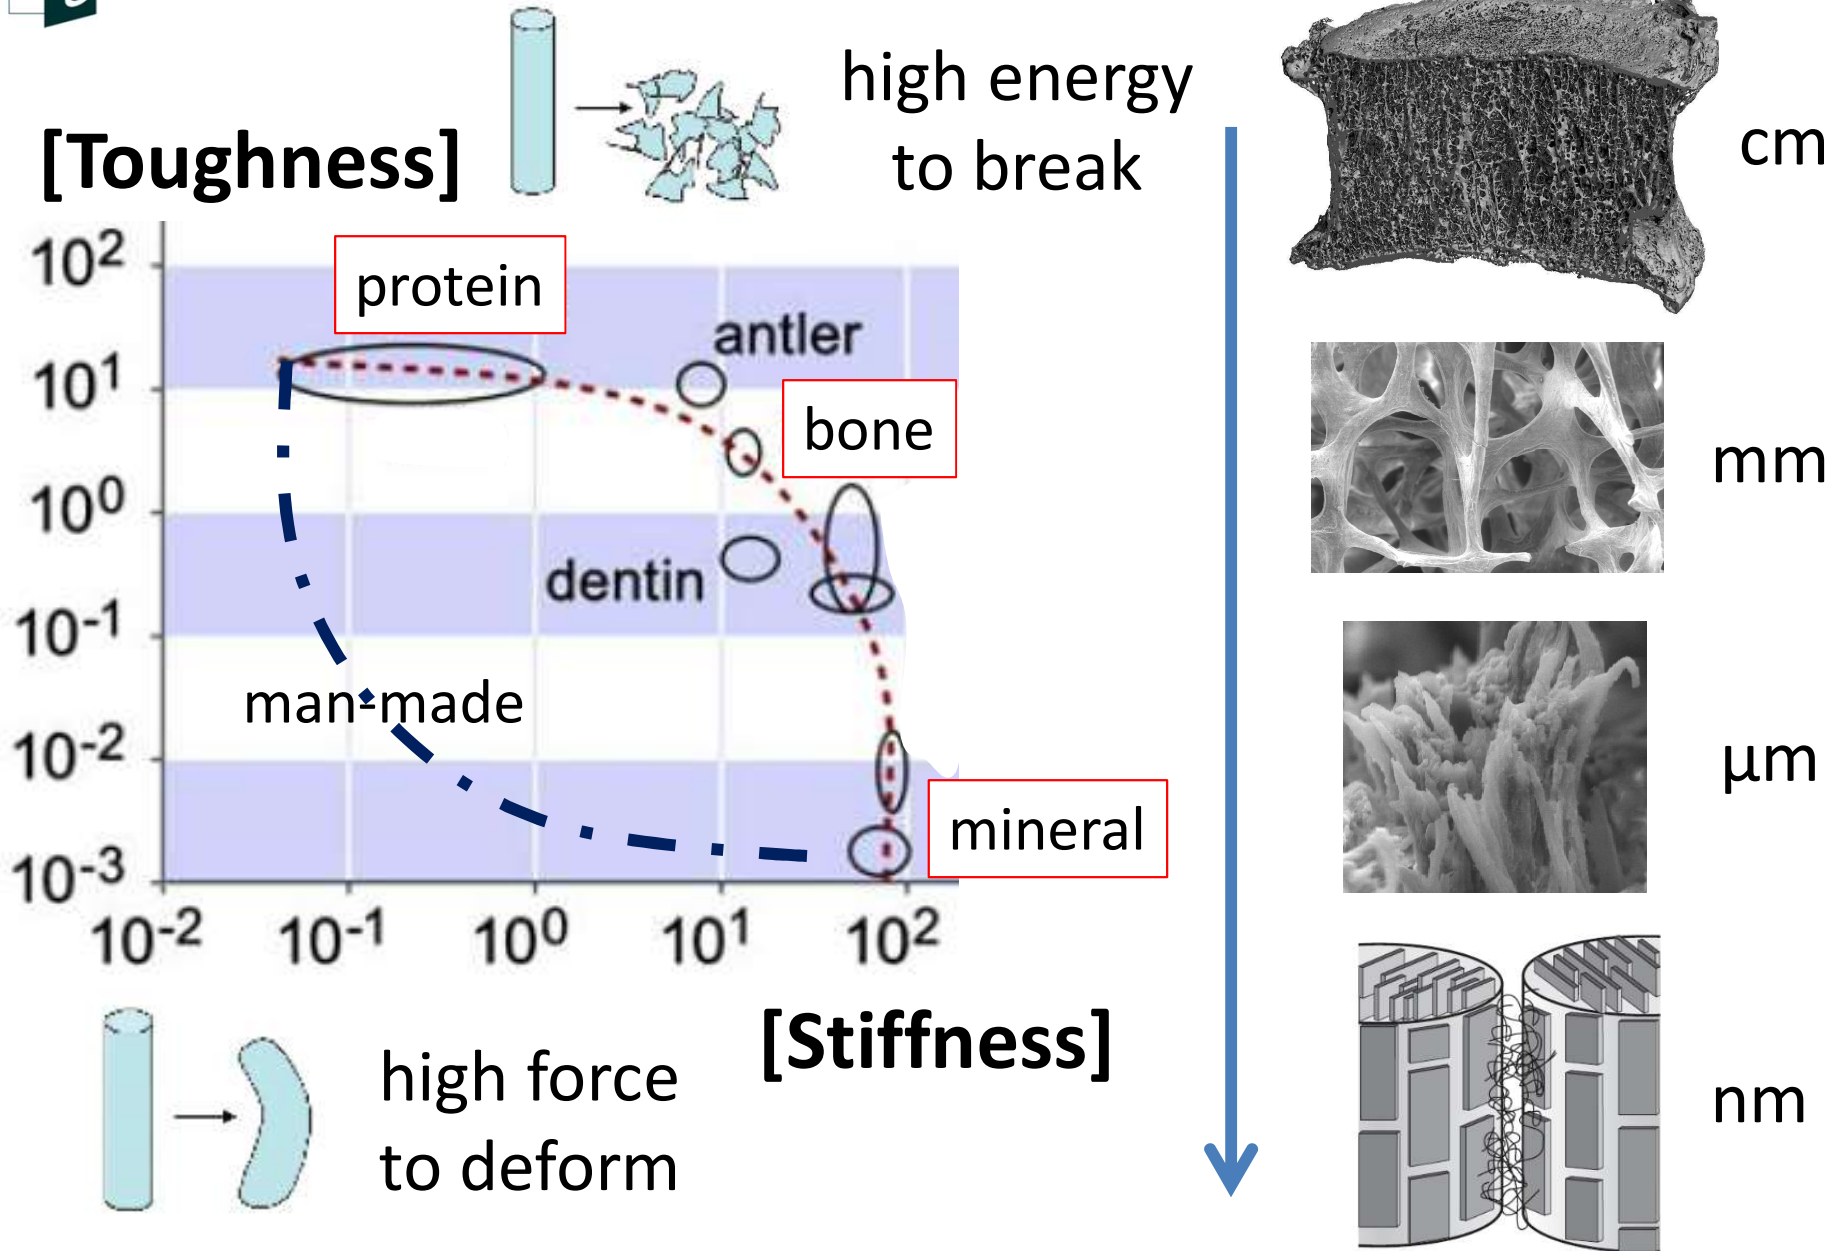 high energy
to break
[Toughness]
cm
10²
protein
antler
10¹
bone
mm
10⁰
dentin
10⁻¹
man-made
10⁻²
µm
mineral
10⁻³
10⁻² 10⁻¹ 10⁰ 10¹ 10²
[Stiffness]
high force
to deform
nm